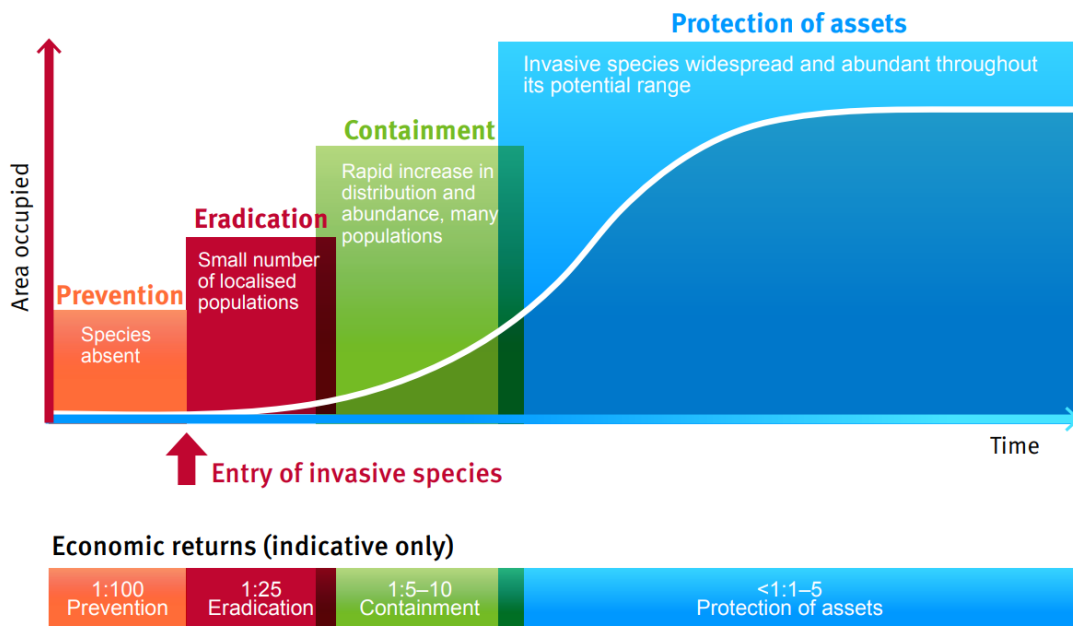 Protection of assets
Invasive species widespread and abundant throughout
its potential range
Containment
Rapid increase in
distribution and
abundance, many
populations
Eradication
Small number
of localised
populations
Prevention
Species
absent
Area occupied
Time
Entry of invasive species
Economic returns (indicative only)
1:100
Prevention
1:25
Eradication
1:5–10
Containment
<1:1–5
Protection of assets